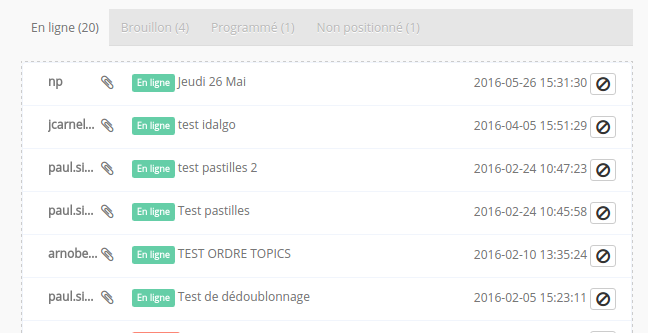 En ligne (20) Brouillon (4) Programmé (1) Non positionné (1)
np En ligne Jeudi 26 Mai 2016-05-26 15:31:30
jcarnel... En ligne test idalgo 2016-04-05 15:51:29
paul.si... En ligne test pastilles 2 2016-02-24 10:47:23
paul.si... En ligne Test pastilles 2016-02-24 10:45:58
arnobe... En ligne TEST ORDRE TOPICS 2016-02-10 13:35:24
paul.si... En ligne Test de dédoublonnage 2016-02-05 15:23:11